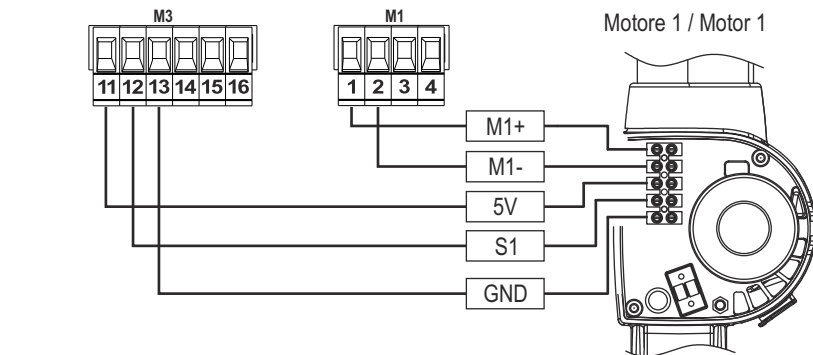 M3
M1
Motore 1 / Motor 1
11 12 13 14 15 16
1 2 3 4
M1+
M1-
5V
S1
GND